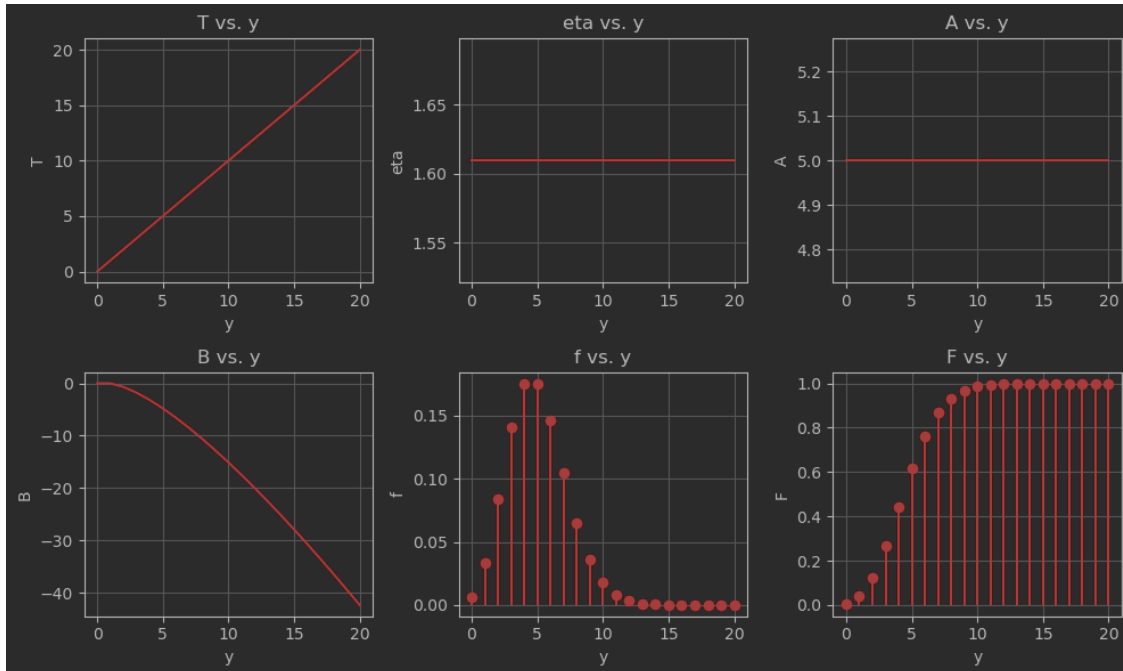 T vs. y
20
15
10
5
0
T
0 5 10 15 20
y
eta vs. y
1.65
1.60
1.55
eta
0 5 10 15 20
y
A vs. y
5.2
5.1
5.0
4.9
4.8
A
0 5 10 15 20
y
B vs. y
0
−10
−20
−30
−40
B
0 5 10 15 20
y
f vs. y
0.15
0.10
0.05
0.00
f
0 5 10 15 20
y
F vs. y
1.0
0.8
0.6
0.4
0.2
0.0
F
0 5 10 15 20
y